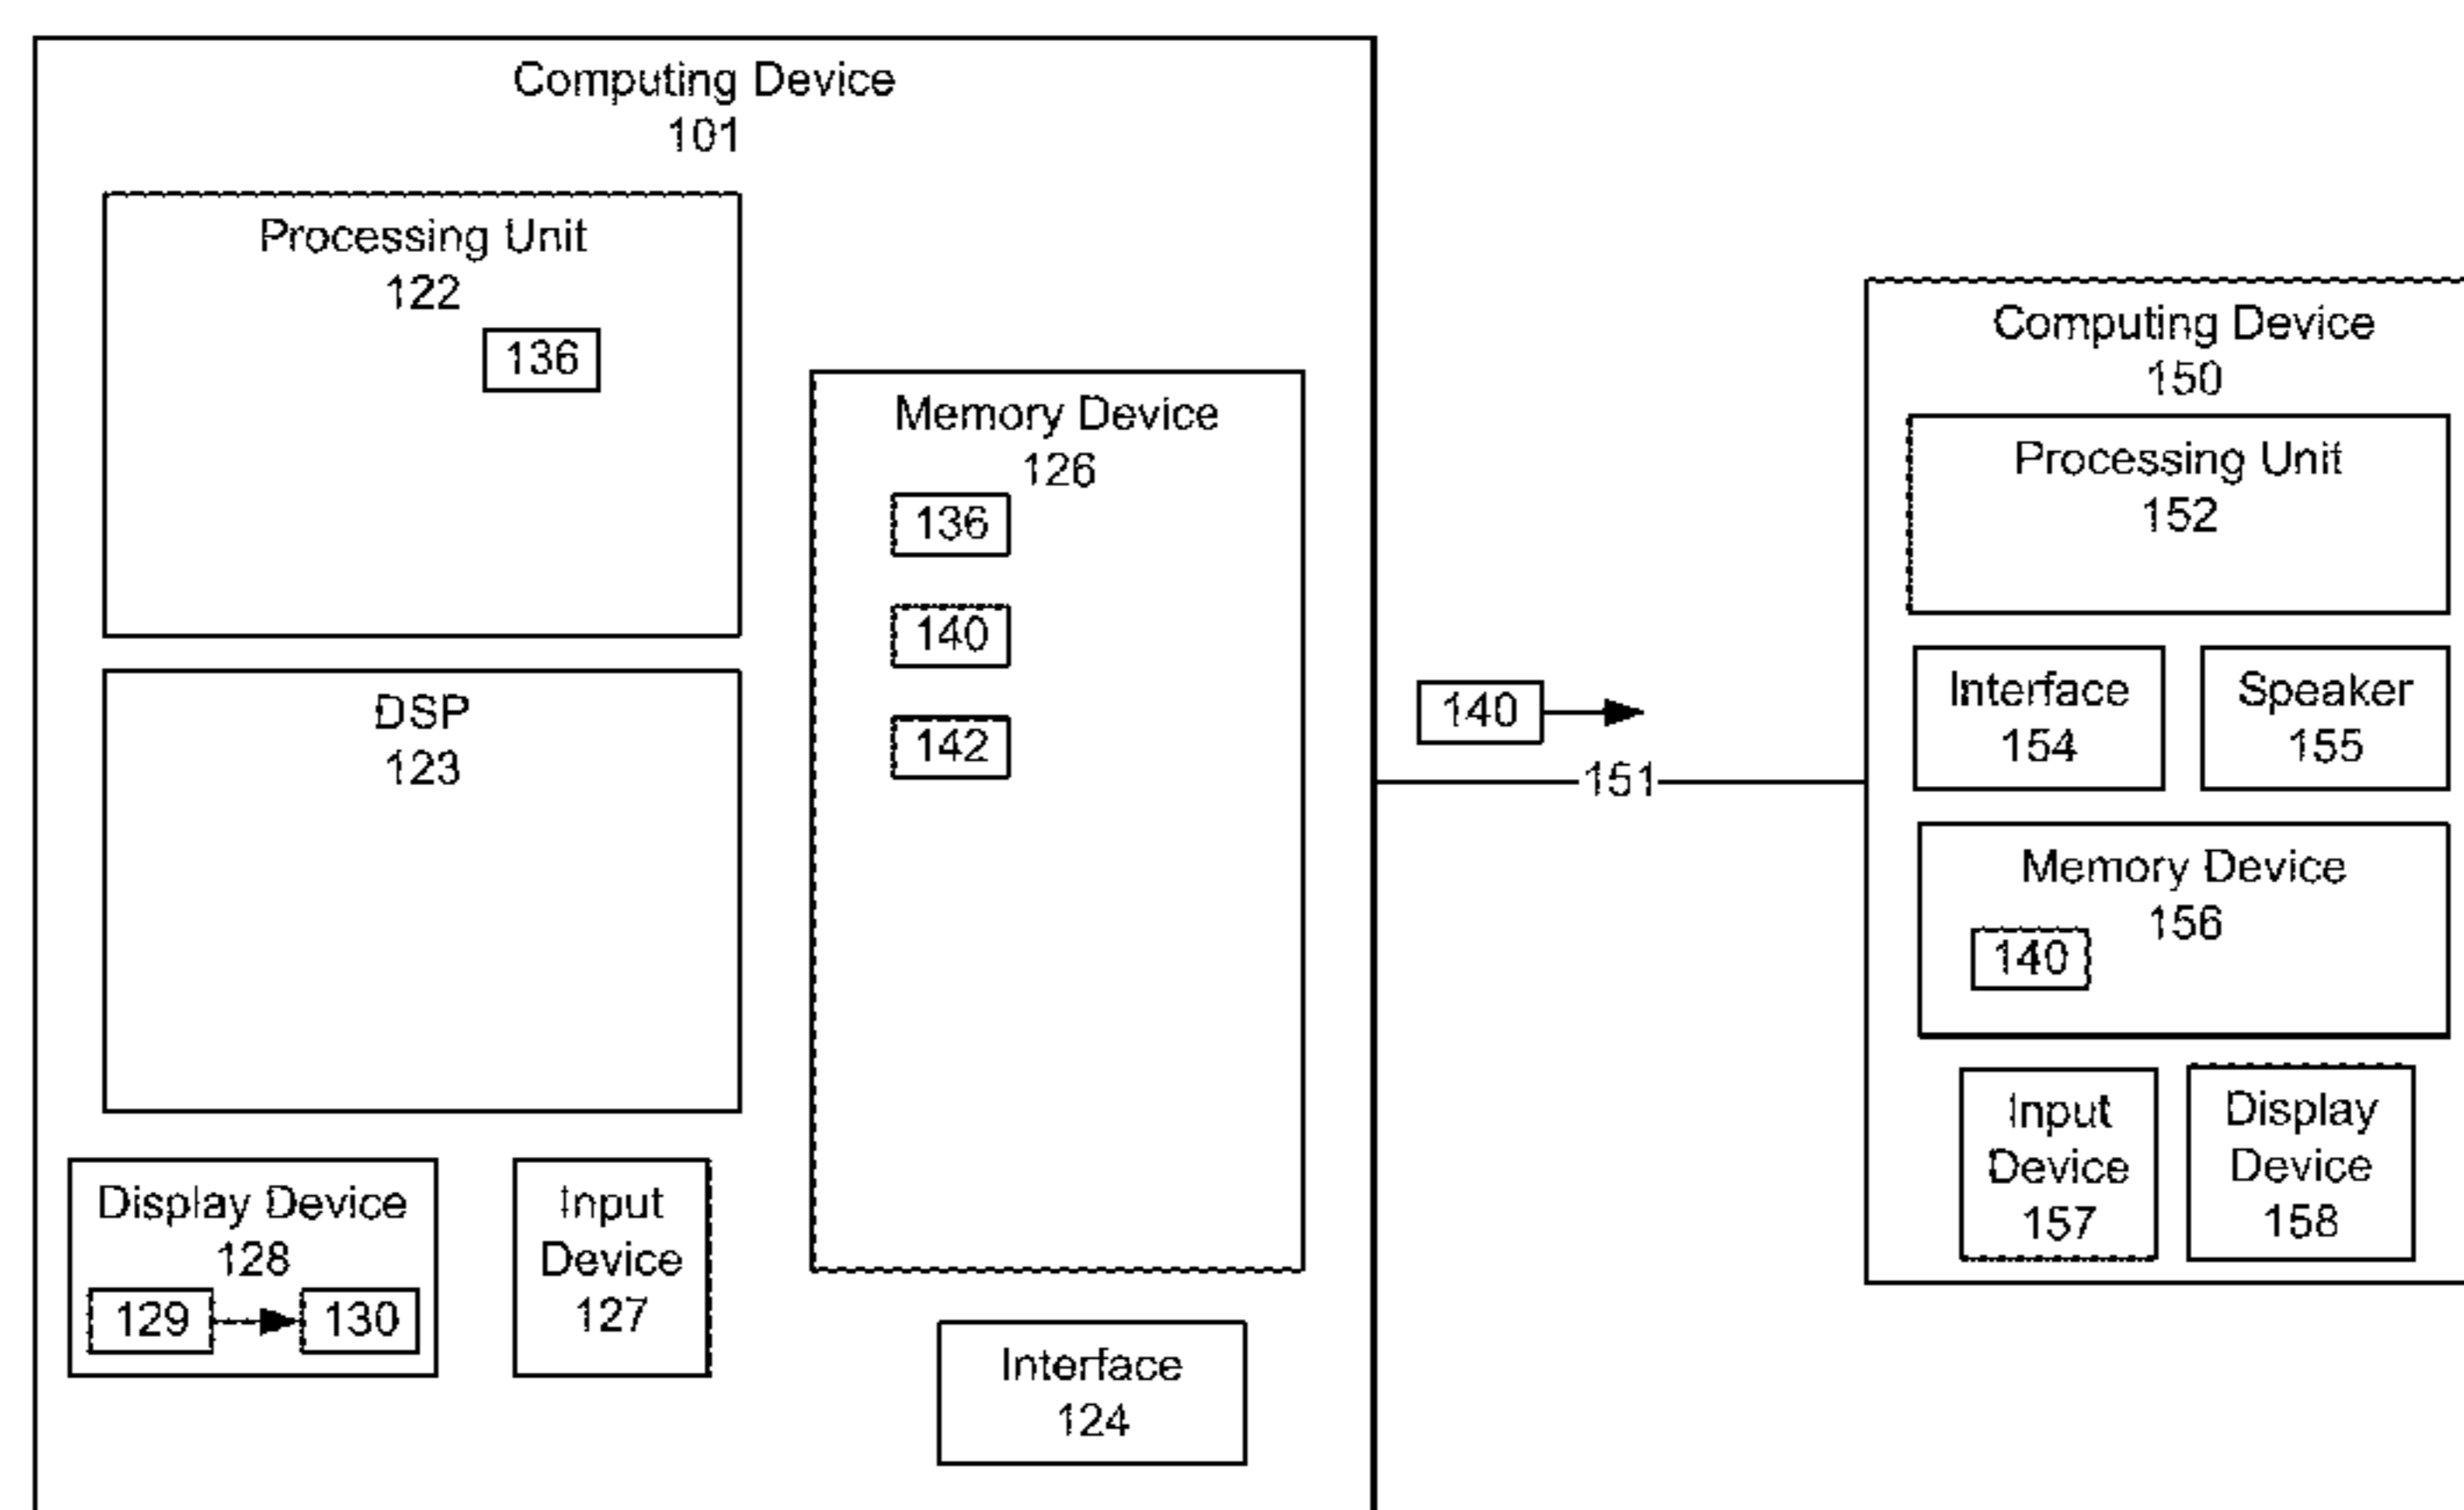 Computing Device
101
Processing Unit
122
136
DSP
123
Display Device
128
129
130
Input
Device
127
Memory Device
126
136
140
142
Interface
124
140
151
Computing Device
150
Processing Unit
152
Interface
154
Speaker
155
Memory Device
156
140
Input
Device
157
Display
Device
158